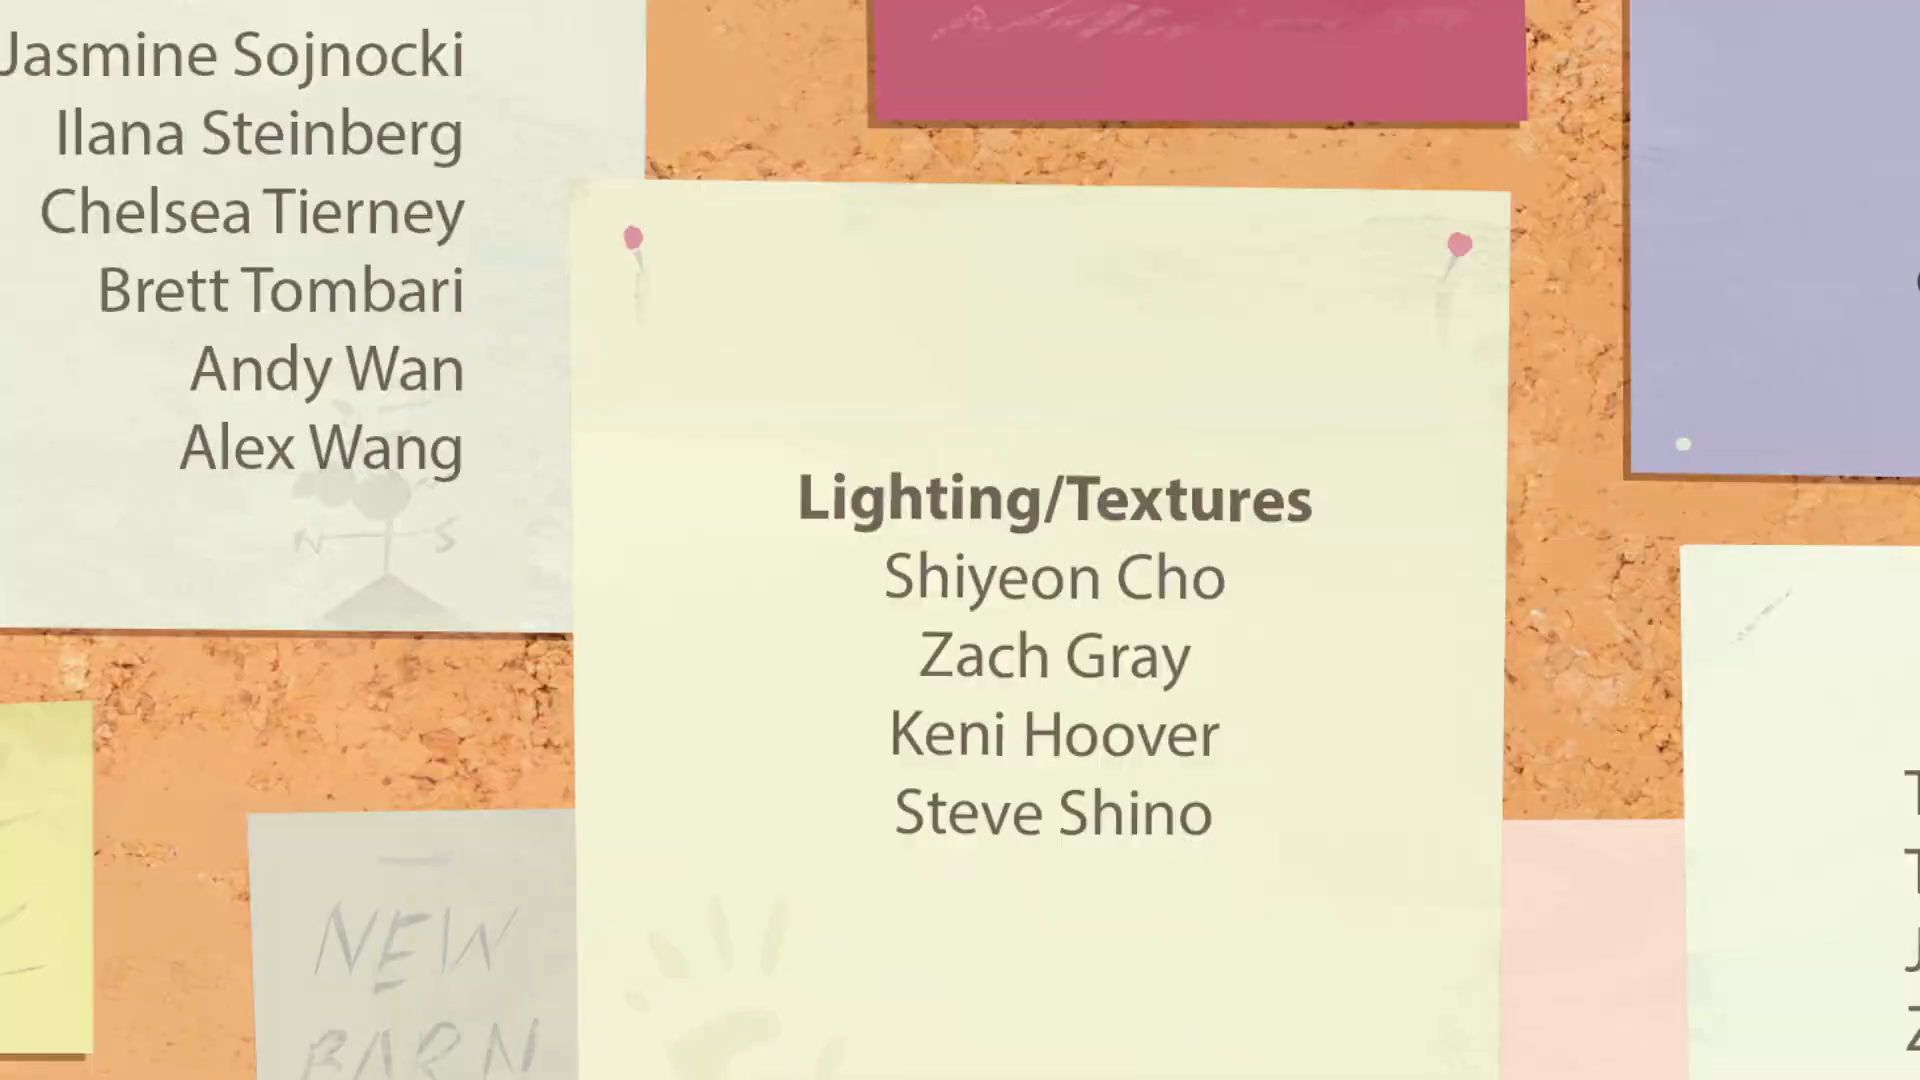 Jasmine Sojnocki
Ilana Steinberg
Chelsea Tierney
Brett Tombari
Andy Wan
Alex Wang
N S
Lighting/Textures
Shiyeon Cho
Zach Gray
Keni Hoover
Steve Shino
NEW
BARN